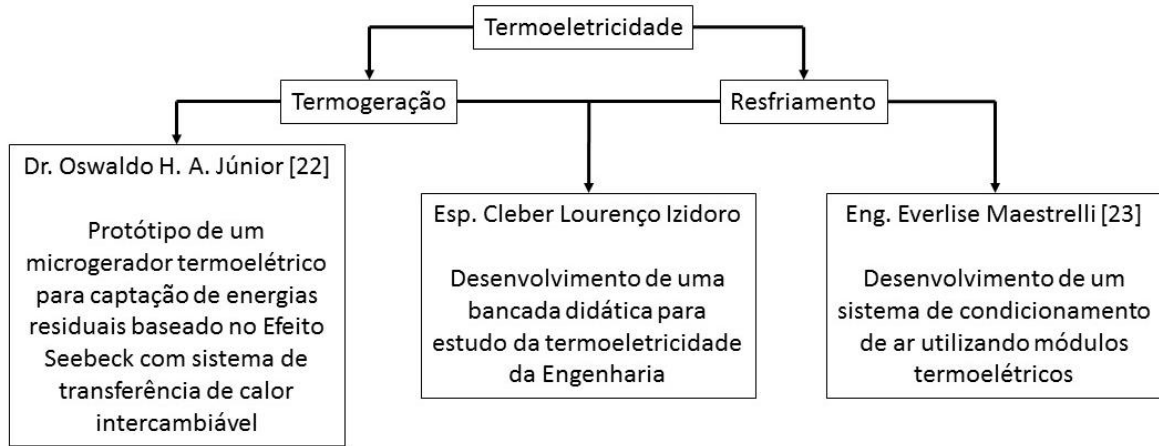 Termoeletricidade
Termogeração
Resfriamento
Dr. Oswaldo H. A. Júnior [22]
Protótipo de um
microgerador termoelétrico
para captação de energias
residuais baseado no Efeito
Seebeck com sistema de
transferência de calor
intercambiável
Esp. Cleber Lourenço Izidoro
Desenvolvimento de uma
bancada didática para
estudo da termoeletricidade
da Engenharia
Eng. Everlise Maestrelli [23]
Desenvolvimento de um
sistema de condicionamento
de ar utilizando módulos
termoelétricos